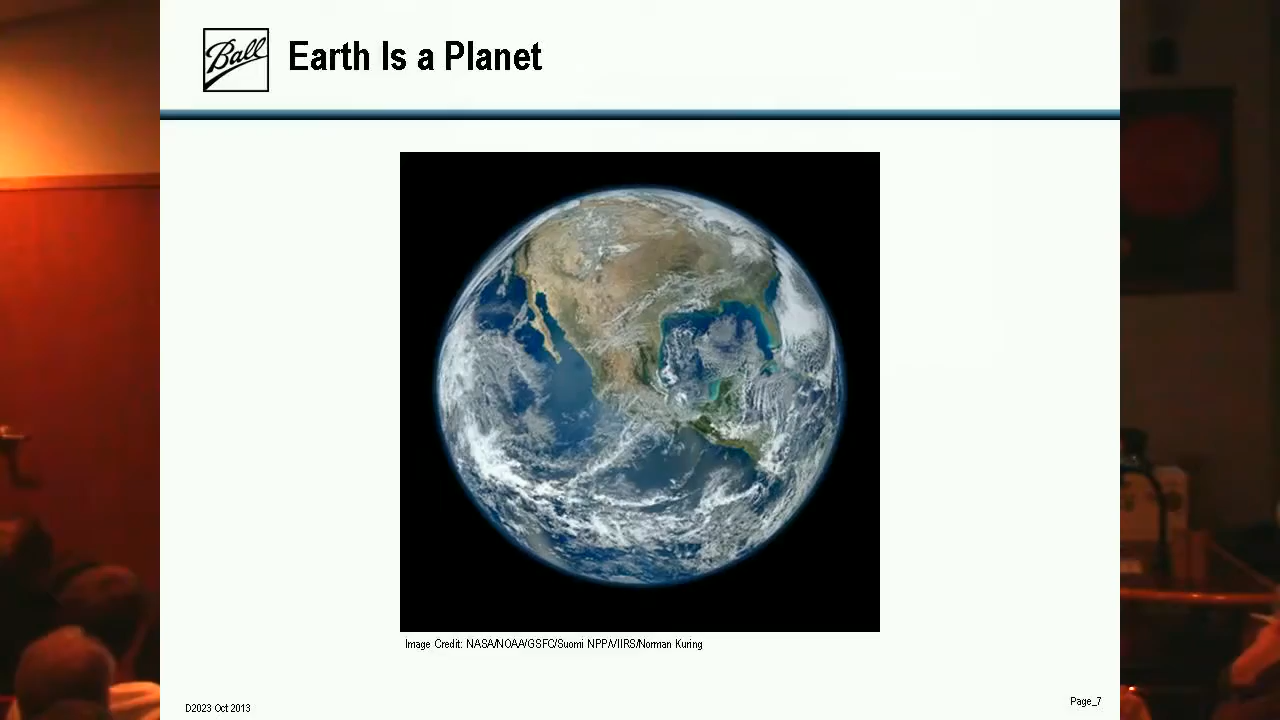 Ball
Earth Is a Planet
Image Credit: NASA/NOAA/GSFC/Suomi NPP/VIIRS/Norman Kuring
D2023 Oct 2013
Page_7